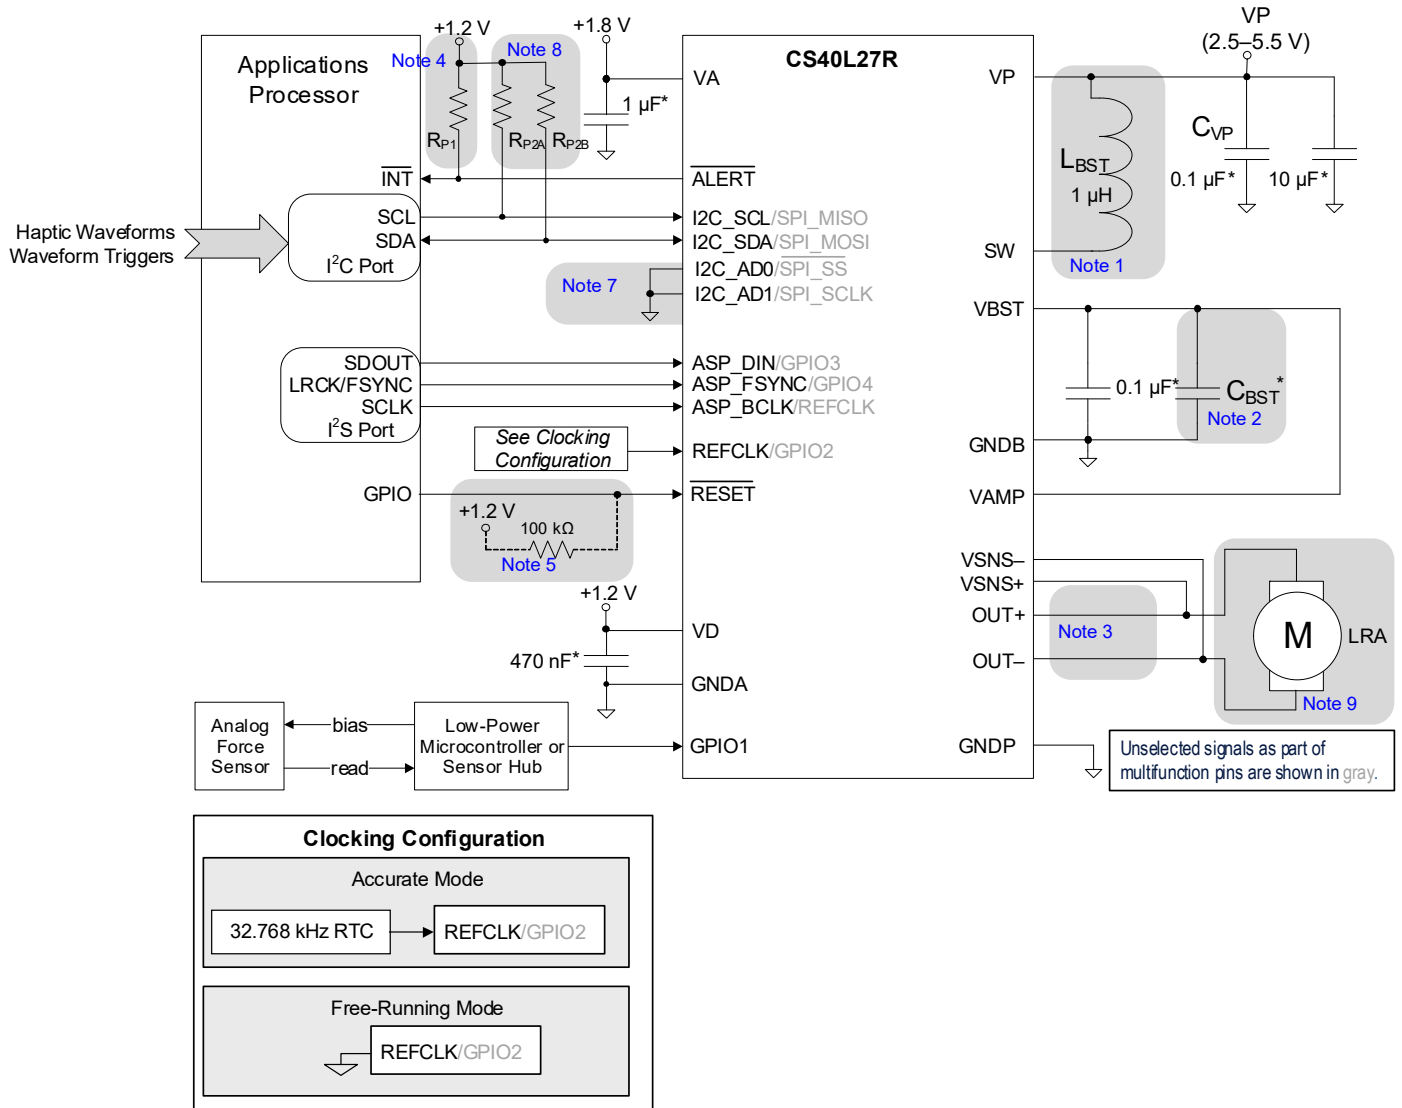 +1.2 V
+1.8 V
VP
(2.5–5.5 V)
Applications
Processor
Note 4
Note 8
CS40L27R
VA
VP
1 µF*
RP1
RP2A
RP2B
CVP
LBST
1 µH
0.1 µF*
10 µF*
INT
ALERT
Haptic Waveforms
Waveform Triggers
SCL
SDA
I2C Port
I2C_SCL/SPI_MISO
I2C_SDA/SPI_MOSI
I2C_AD0/SPI_SS
I2C_AD1/SPI_SCLK
SW
Note 1
Note 7
VBST
SDOUT
LRCK/FSYNC
SCLK
I2S Port
ASP_DIN/GPIO3
ASP_FSYNC/GPIO4
ASP_BCLK/REFCLK
0.1 µF*
CBST*
Note 2
See Clocking
Configuration
REFCLK/GPIO2
GNDB
GPIO
RESET
VAMP
+1.2 V
100 kΩ
Note 5
VSNS–
VSNS+
OUT+
OUT–
Note 3
M
LRA
Note 9
+1.2 V
VD
470 nF*
GNDA
Analog
Force
Sensor
bias
read
Low-Power
Microcontroller or
Sensor Hub
GPIO1
GNDP
Unselected signals as part of
multifunction pins are shown in gray.
Clocking Configuration
Accurate Mode
32.768 kHz RTC
REFCLK/GPIO2
Free-Running Mode
REFCLK/GPIO2